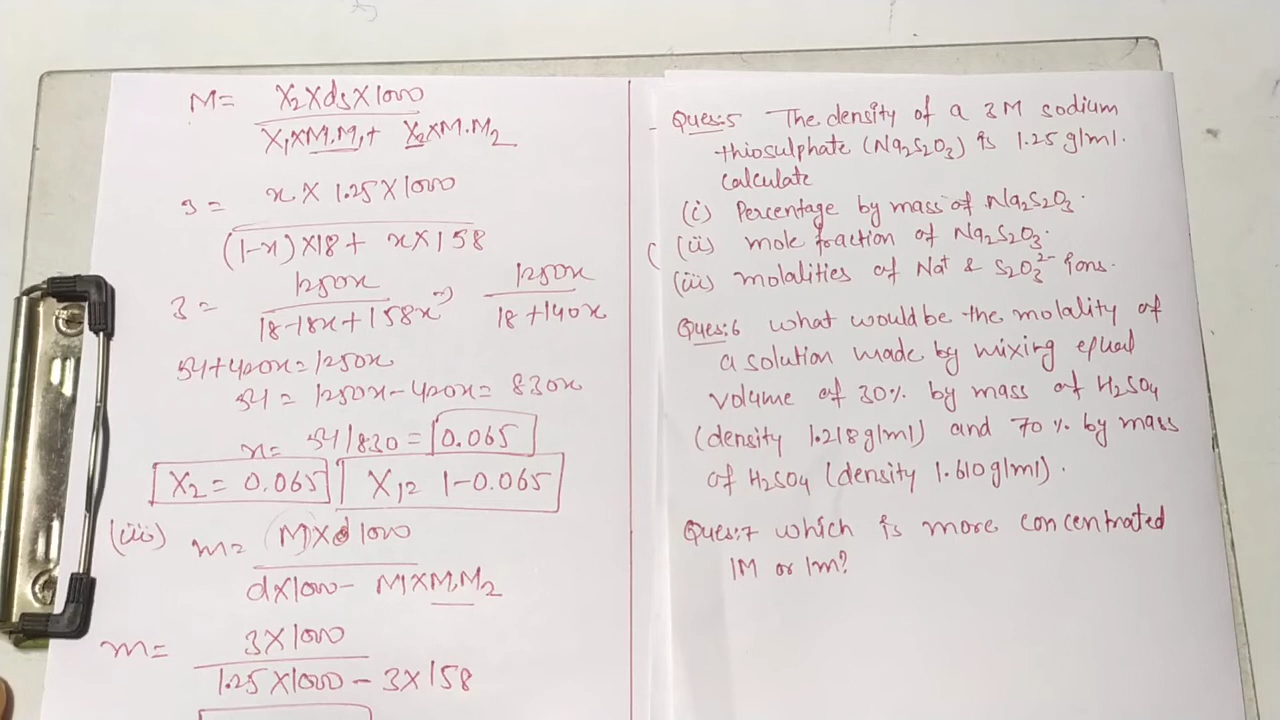 M= X2×ds×1000
X1×M.M1+ X2×M.M2
3= x × 1.25×1000
(1-x)×18+ x×158
3= 1250x
18-18x+158x ⇒ 1250x
18+140x
54+420x=1250x
54 = 1250x-420x= 830x
x= 54/830 = 0.065
X2 = 0.065 X1= 1-0.065
(iii) m= M×1000
d×1000- M×M.M2
m= 3×1000
1.25×1000-3×158
Ques:5 The density of a 3M sodium
thiosulphate (Na2S2O3) is 1.25 g/ml.
calculate
(i) Percentage by mass of Na2S2O3.
(ii) mole fraction of Na2S2O3.
(iii) molalities of Na+ & S2O3^2- ions.
Ques:6 what would be the molality of
a solution made by mixing equal
volume of 30% by mass of H2SO4
(density 1.218 g/ml) and 70% by mass
of H2SO4 (density 1.610 g/ml).
Ques:7 which is more concentrated
1M or 1m?